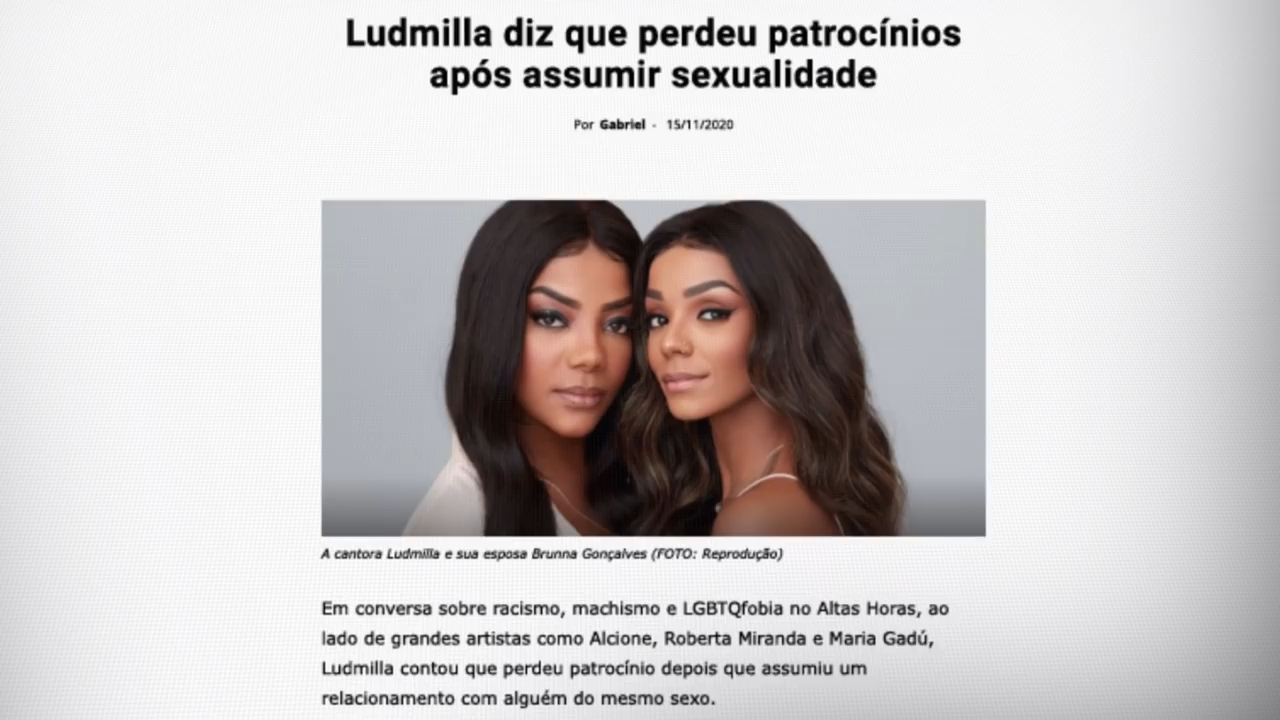 Ludmilla diz que perdeu patrocínios
após assumir sexualidade
Por Gabriel - 15/11/2020
A cantora Ludmilla e sua esposa Brunna Gonçalves (FOTO: Reprodução)
Em conversa sobre racismo, machismo e LGBTQfobia no Altas Horas, ao
lado de grandes artistas como Alcione, Roberta Miranda e Maria Gadú,
Ludmilla contou que perdeu patrocínio depois que assumiu um
relacionamento com alguém do mesmo sexo.